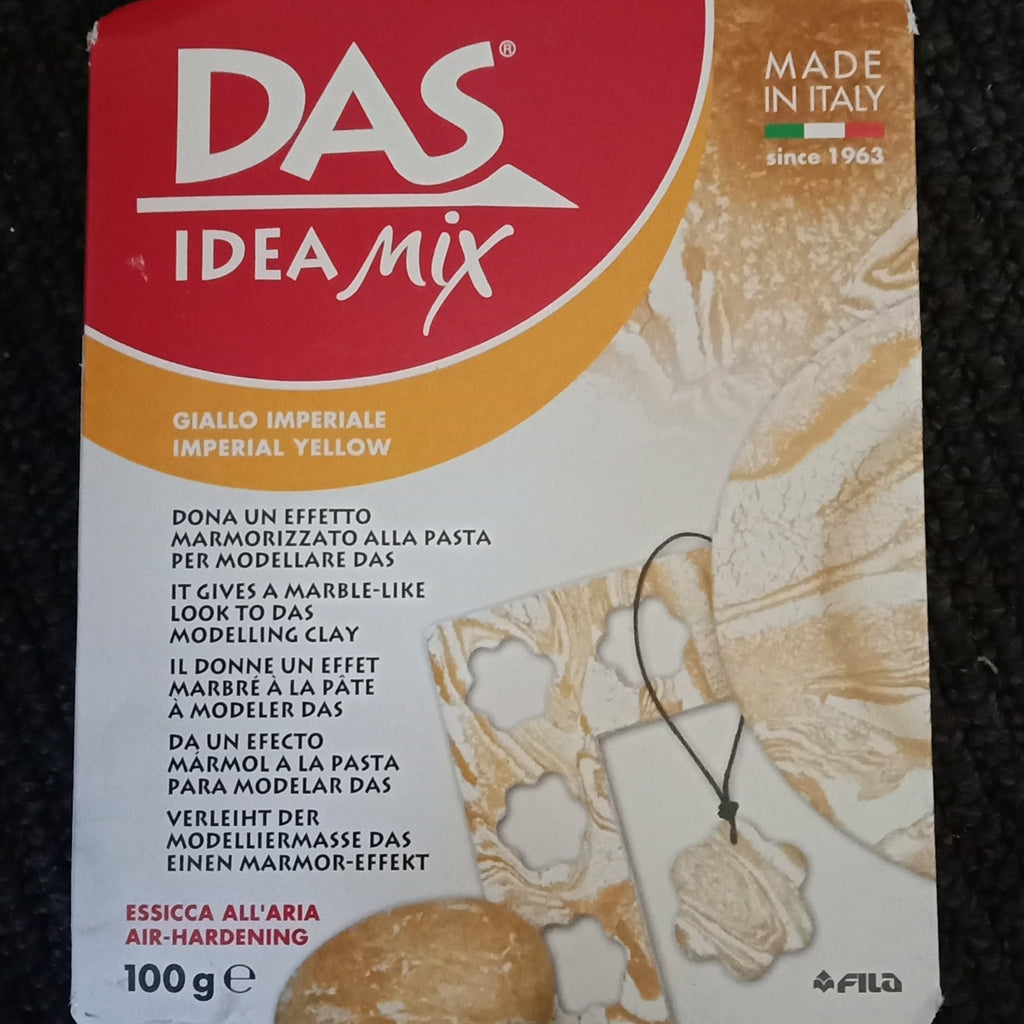 DAS®
IDEA mix
MADE
IN ITALY
since 1963
GIALLO IMPERIALE
IMPERIAL YELLOW
DONA UN EFFETTO
MARMORIZZATO ALLA PASTA
PER MODELLARE DAS
IT GIVES A MARBLE-LIKE
LOOK TO DAS
MODELLING CLAY
IL DONNE UN EFFET
MARBRÉ À LA PÂTE
À MODELER DAS
DA UN EFECTO
MÁRMOL A LA PASTA
PARA MODELAR DAS
VERLEIHT DER
MODELLIERMASSE DAS
EINEN MARMOR-EFFEKT
ESSICCA ALL'ARIA
AIR-HARDENING
100 g ℮
FILA